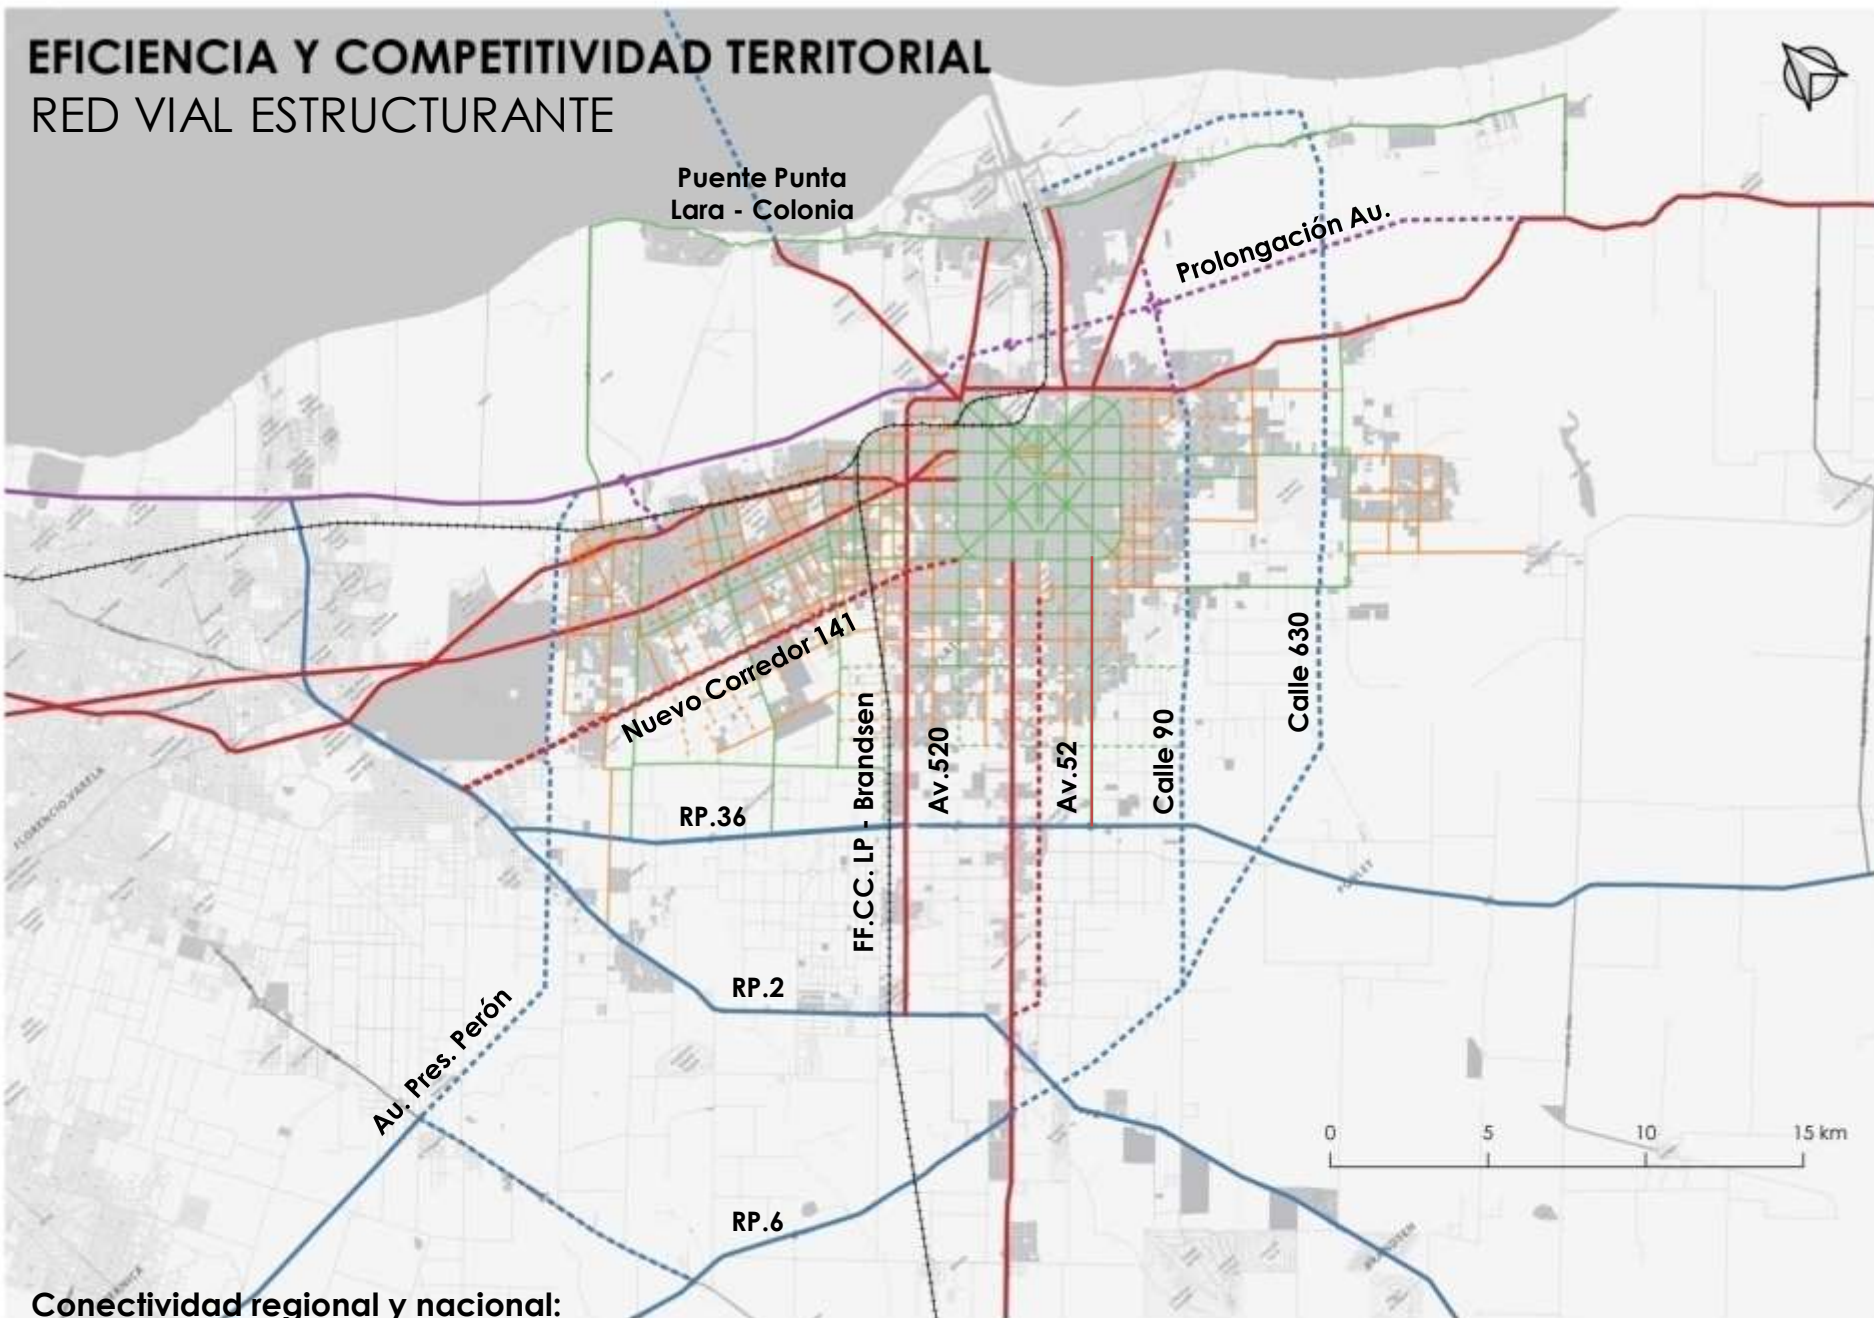 EFICIENCIA Y COMPETITIVIDAD TERRITORIAL
RED VIAL ESTRUCTURANTE
Puente Punta
Lara - Colonia
Prolongación Au.
Nuevo Corredor 141
FF.CC. LP - Brandsen
Av.520
Av.52
Calle 90
Calle 630
FLORENCIO VARELA
RP.36
RP.2
Au. Pres. Perón
RP.6
0 5 10 15 km
Conectividad regional y nacional: